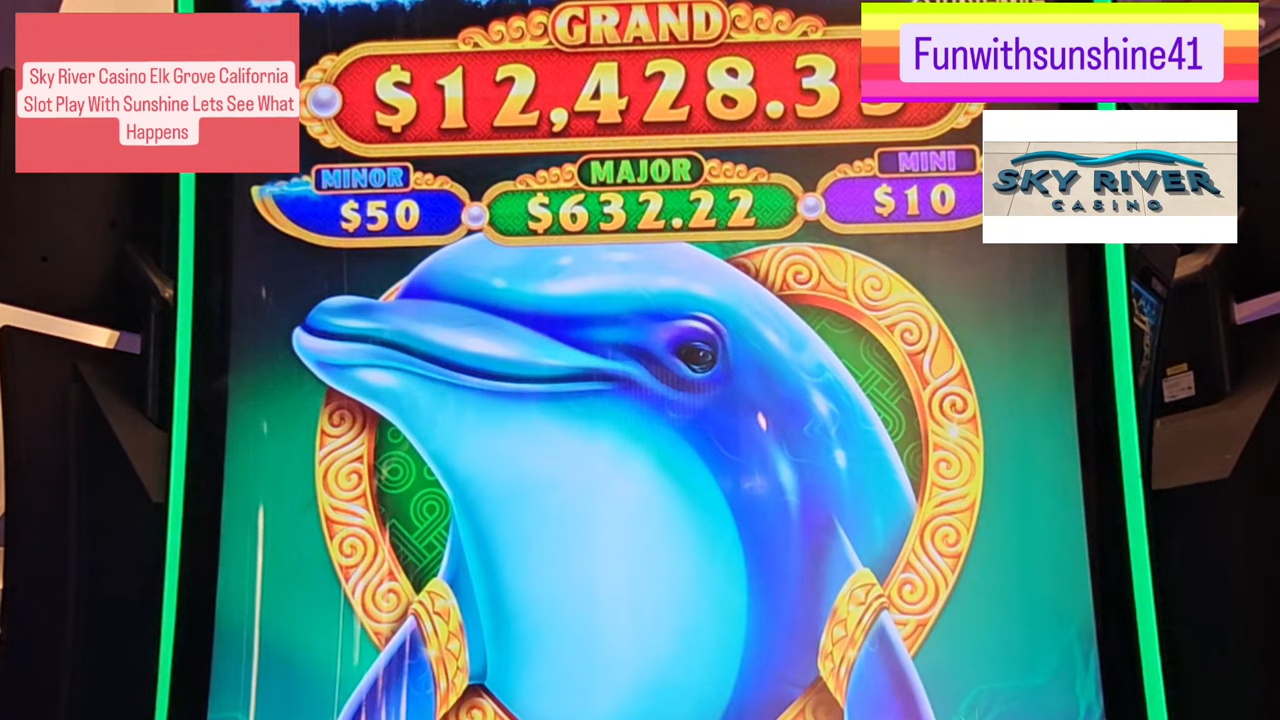 Sky River Casino Elk Grove California
Slot Play With Sunshine Lets See What
Happens
GRAND
$12,428.3
Funwithsunshine41
MINOR
$50
MAJOR
$632.22
MINI
$10
SKY RIVER
CASINO